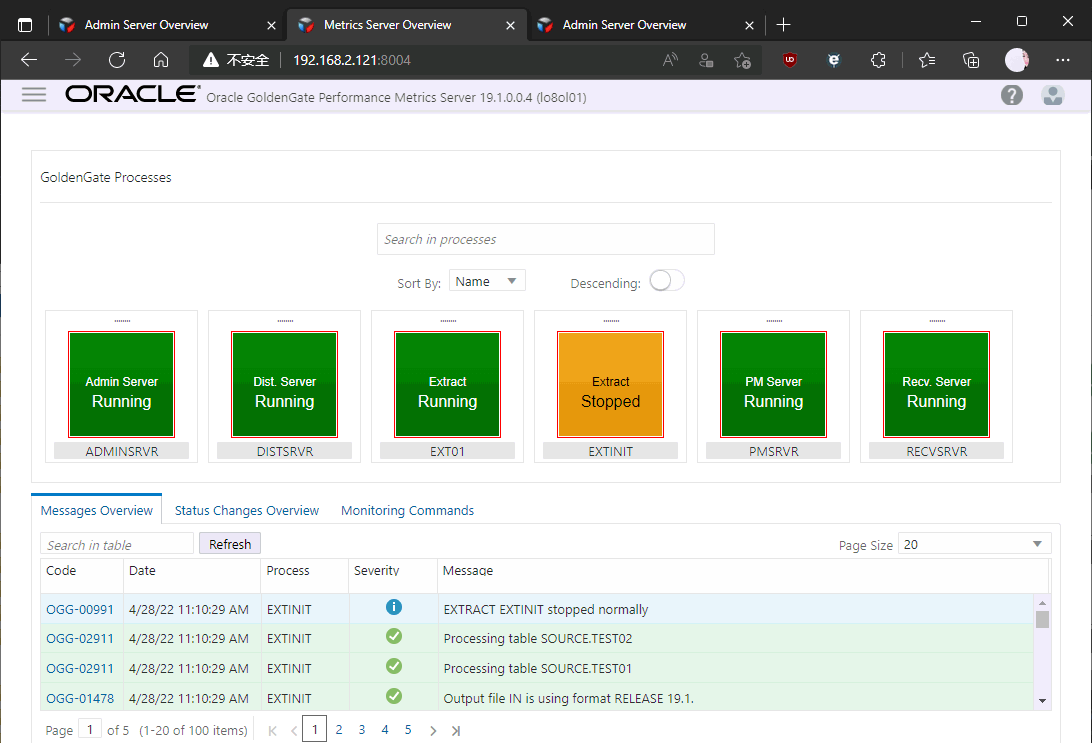 Admin Server Overview
Metrics Server Overview
Admin Server Overview
不安全
192.168.2.121:8004
ORACLE Oracle GoldenGate Performance Metrics Server 19.1.0.0.4 (lo8ol01)
GoldenGate Processes
Search in processes
Sort By: Name Descending:
Admin Server Running ADMINSRVR
Dist. Server Running DISTSRVR
Extract Running EXT01
Extract Stopped EXTINIT
PM Server Running PMSRVR
Recv. Server Running RECVSRVR
Messages Overview Status Changes Overview Monitoring Commands
Search in table Refresh Page Size 20
Code Date Process Severity Message
OGG-00991 4/28/22 11:10:29 AM EXTINIT EXTRACT EXTINIT stopped normally
OGG-02911 4/28/22 11:10:29 AM EXTINIT Processing table SOURCE.TEST02
OGG-02911 4/28/22 11:10:29 AM EXTINIT Processing table SOURCE.TEST01
OGG-01478 4/28/22 11:10:29 AM EXTINIT Output file IN is using format RELEASE 19.1.
Page 1 of 5 (1-20 of 100 items) 1 2 3 4 5